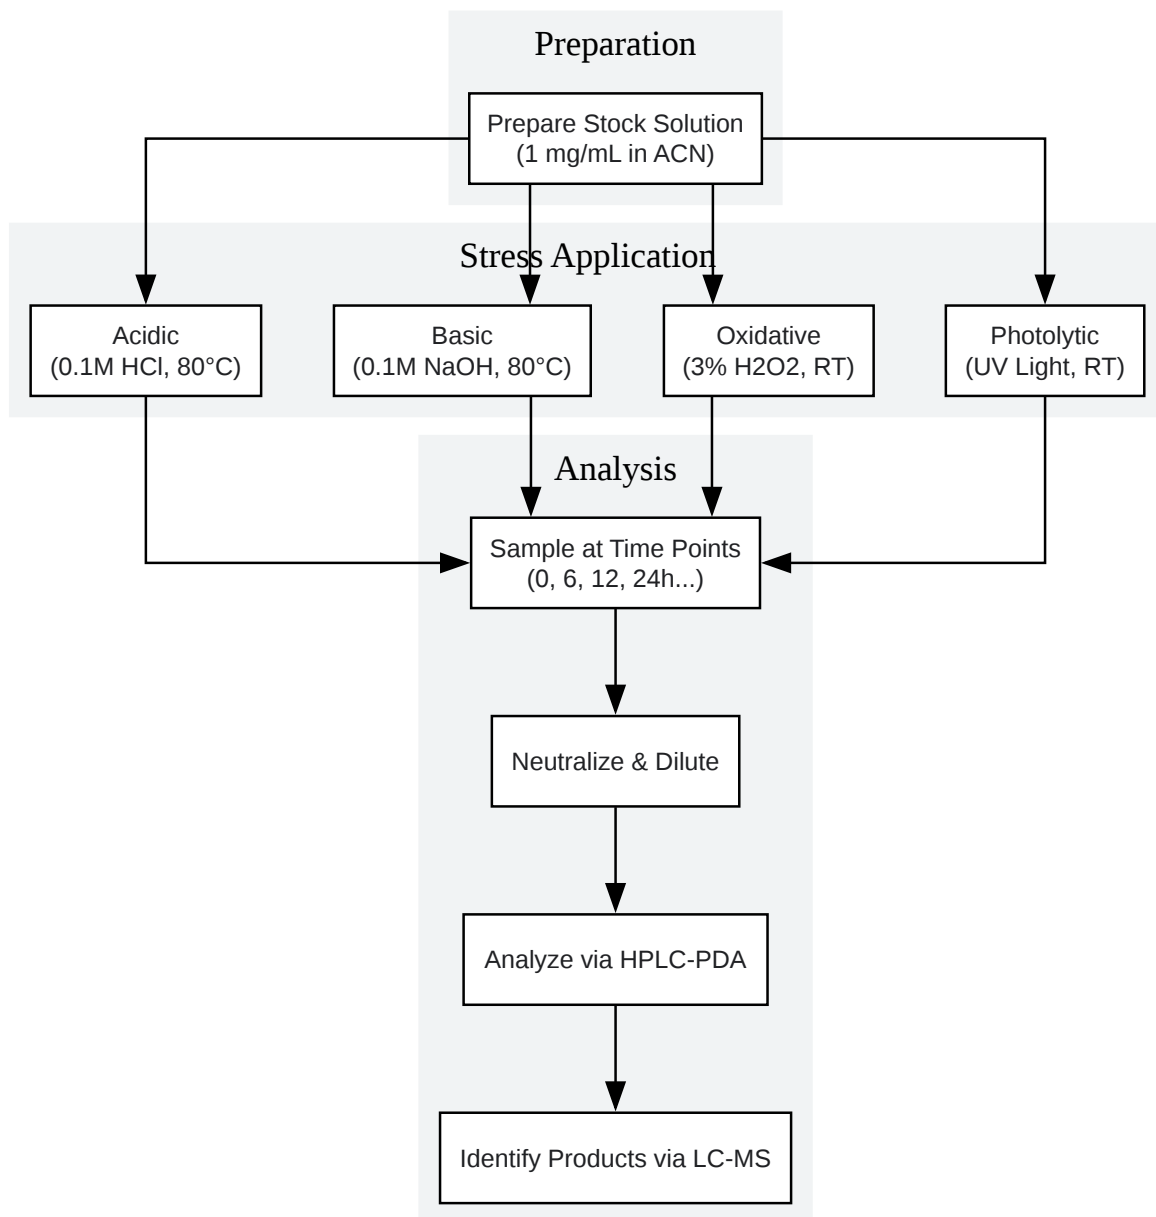 Preparation
Prepare Stock Solution
(1 mg/mL in ACN)
Stress Application
Acidic
(0.1M HCl, 80°C)
Basic
(0.1M NaOH, 80°C)
Oxidative
(3% H2O2, RT)
Photolytic
(UV Light, RT)
Analysis
Sample at Time Points
(0, 6, 12, 24h...)
Neutralize & Dilute
Analyze via HPLC-PDA
Identify Products via LC-MS